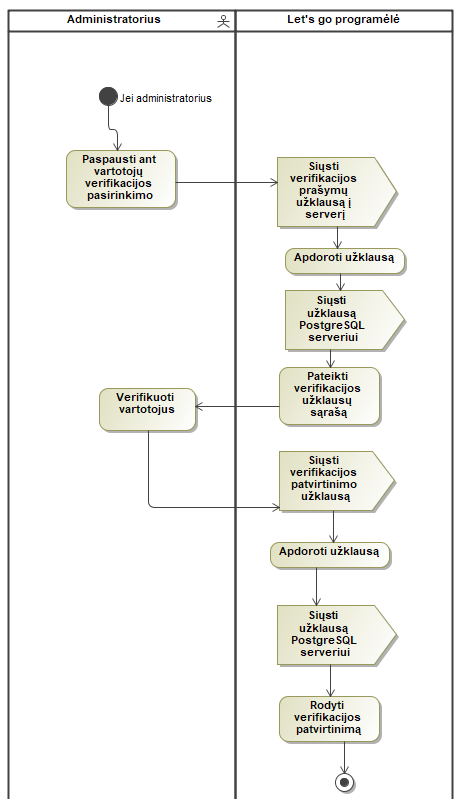 Administratorius
Let's go programėlė
Jei administratorius
Paspausti ant
vartotojų
verifikacijos
pasirinkimo
Siųsti
verifikacijos
prašymų
užklausą į
serverį
Apdoroti užklausą
Siųsti
užklausą
PostgreSQL
serveriui
Pateikti
verifikacijos
užklausų
sąrašą
Verifikuoti
vartotojus
Siųsti
verifikacijos
patvirtinimo
užklausą
Apdoroti užklausą
Siųsti
užklausą
PostgreSQL
serveriui
Rodyti
verifikacijos
patvirtinimą